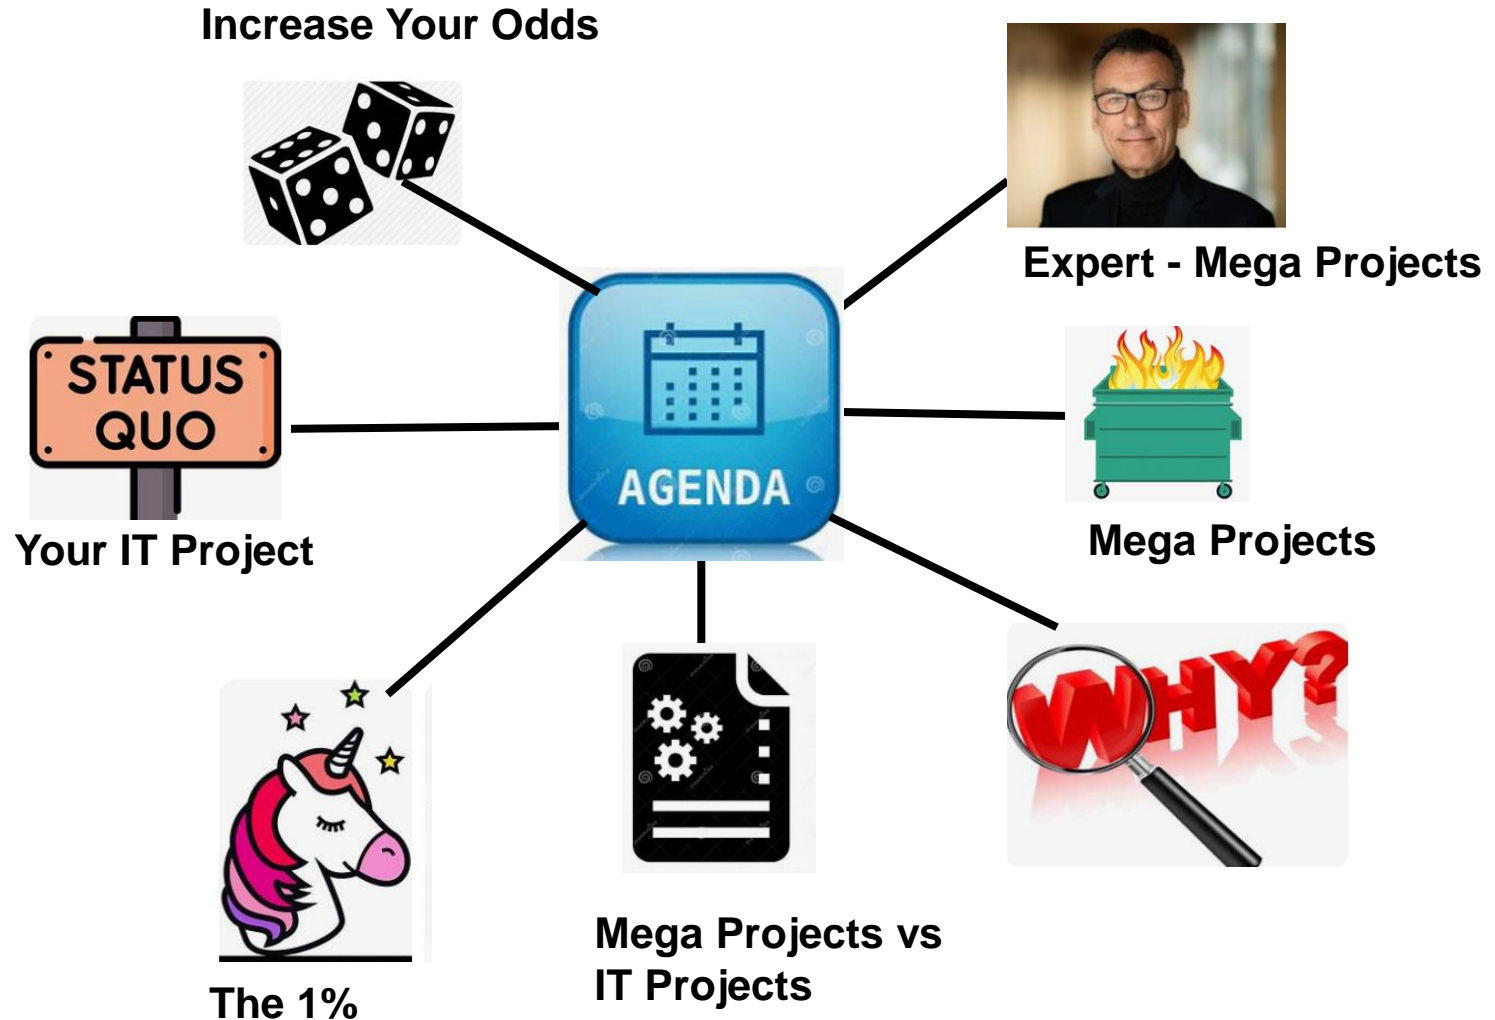 Increase Your Odds
Expert - Mega Projects
STATUS
QUO
Your IT Project
AGENDA
Mega Projects
WHY?
Mega Projects vs
IT Projects
The 1%